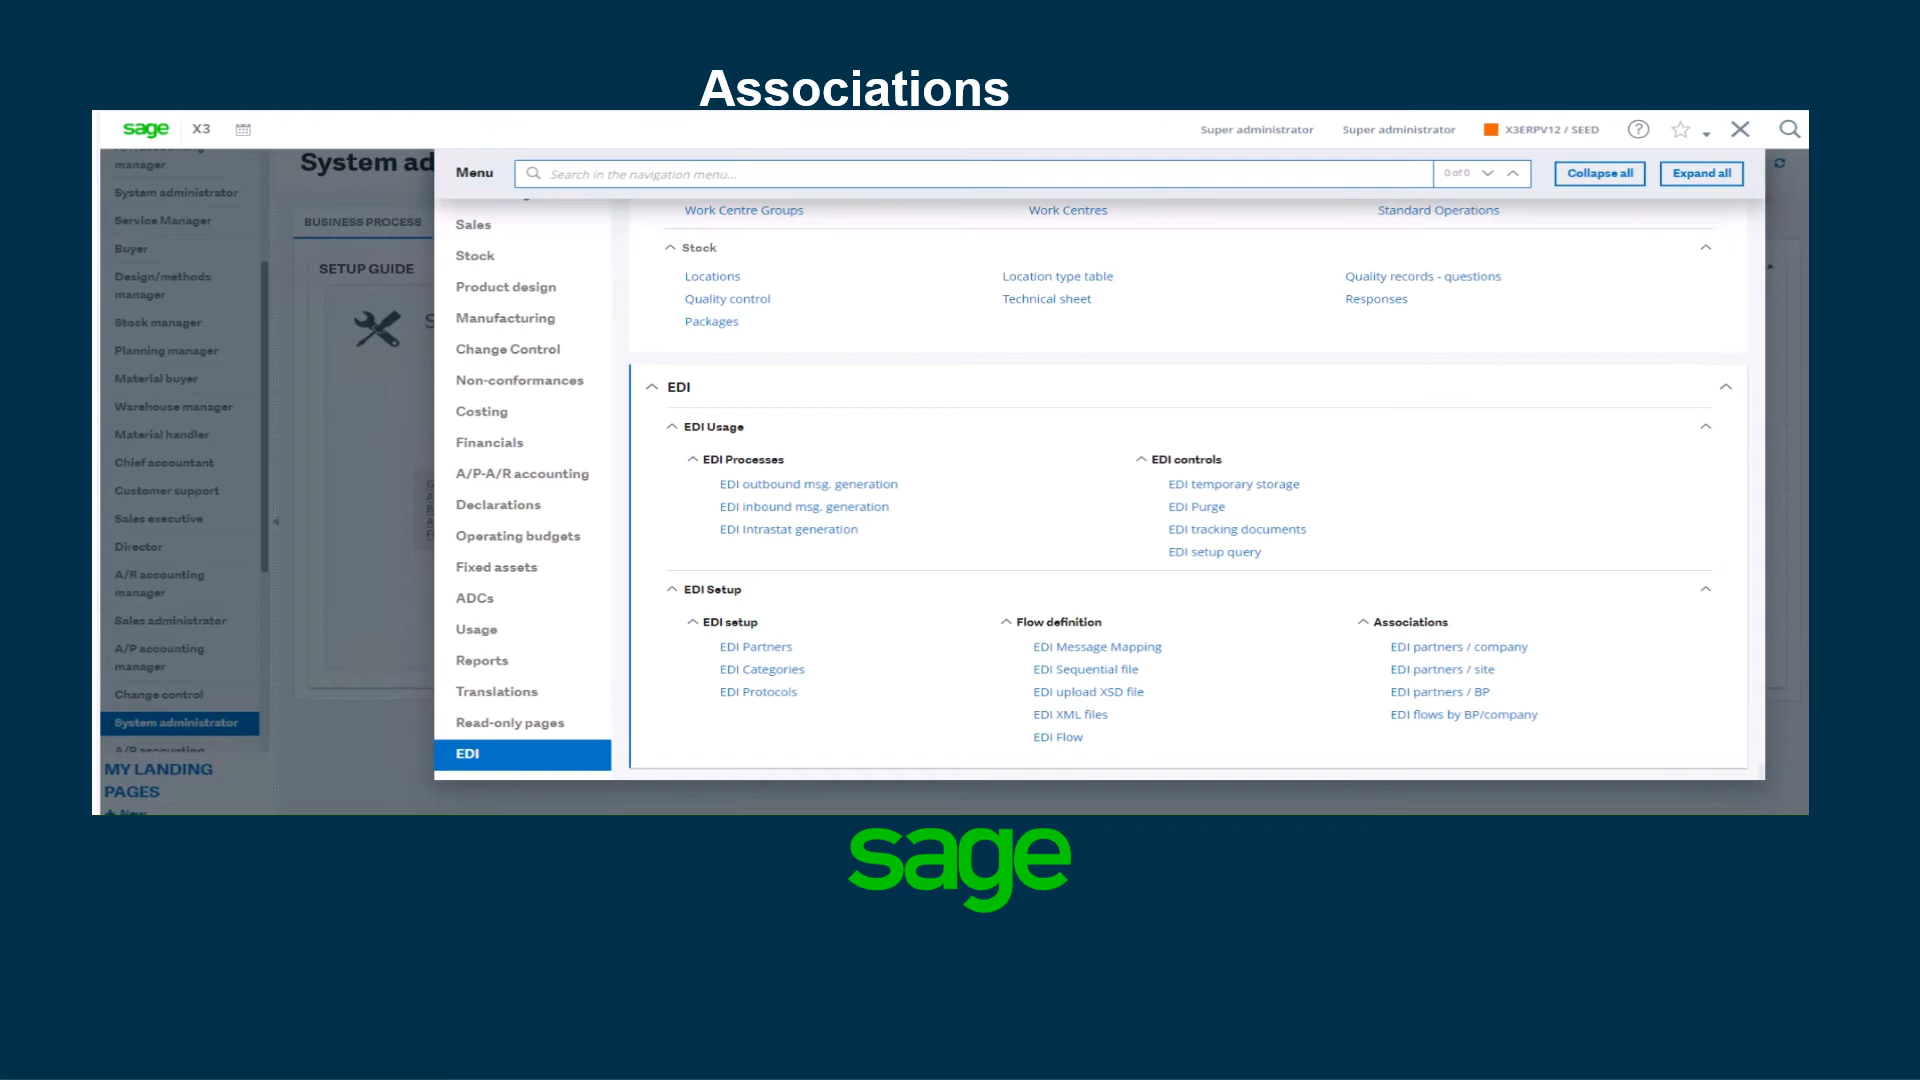 Associations
sage X3 Super administrator Super administrator X3ERPV12 / SEED
System ad
Menu Search in the navigation menu... 0 of 0 Collapse all Expand all
manager
System administrator
Service Manager
Buyer
Design/methods
manager
Stock manager
Planning manager
Material buyer
Warehouse manager
Material handler
Chief accountant
Customer support
Sales executive
Director
A/R accounting
manager
Sales administrator
A/P accounting
manager
Change control
System administrator
A/R accounting
MY LANDING
PAGES
New
BUSINESS PROCESS
SETUP GUIDE
S
Sales
Stock
Product design
Manufacturing
Change Control
Non-conformances
Costing
Financials
A/P-A/R accounting
Declarations
Operating budgets
Fixed assets
ADCs
Usage
Reports
Translations
Read-only pages
EDI
Work Centre Groups Work Centres Standard Operations
Stock
Locations Location type table Quality records - questions
Quality control Technical sheet Responses
Packages
EDI
EDI Usage
EDI Processes EDI controls
EDI outbound msg. generation EDI temporary storage
EDI inbound msg. generation EDI Purge
EDI Intrastat generation EDI tracking documents
EDI setup query
EDI Setup
EDI setup Flow definition Associations
EDI Partners EDI Message Mapping EDI partners / company
EDI Categories EDI Sequential file EDI partners / site
EDI Protocols EDI upload XSD file EDI partners / BP
EDI XML files EDI flows by BP/company
EDI Flow
sage